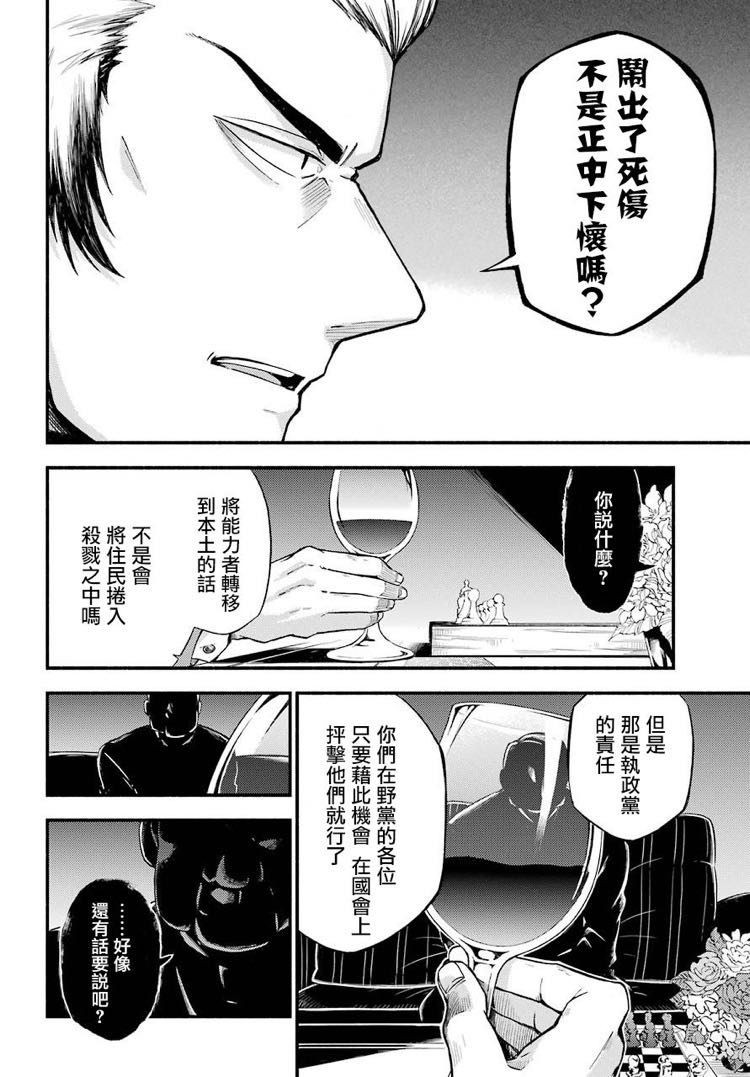 鬧出了死傷
不是正中下懷嗎？
你説什麼？
將能力者轉移
到本土的話
不是會
將住民捲入
殺戮之中嗎
但是
那是執政黨
的責任
你們在野黨的各位
只要藉此機會 在國會上
抨擊他們就行了
……好像
還有話要説吧？